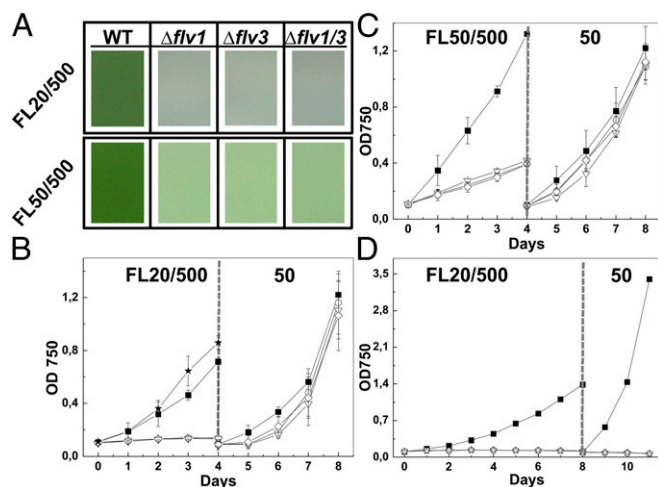 A
WT Δflv1 Δflv3 Δflv1/3
FL20/500
FL50/500
B
FL20/500 50
OD 750
1,2
0,8
0,4
0,0
0 1 2 3 4 5 6 7 8
Days
C
FL50/500 50
OD750
1,2
0,8
0,4
0,0
0 1 2 3 4 5 6 7 8
Days
D
FL20/500 50
OD750
3,5
2,8
2,1
1,4
0,7
0,0
0 2 4 6 8 10
Days